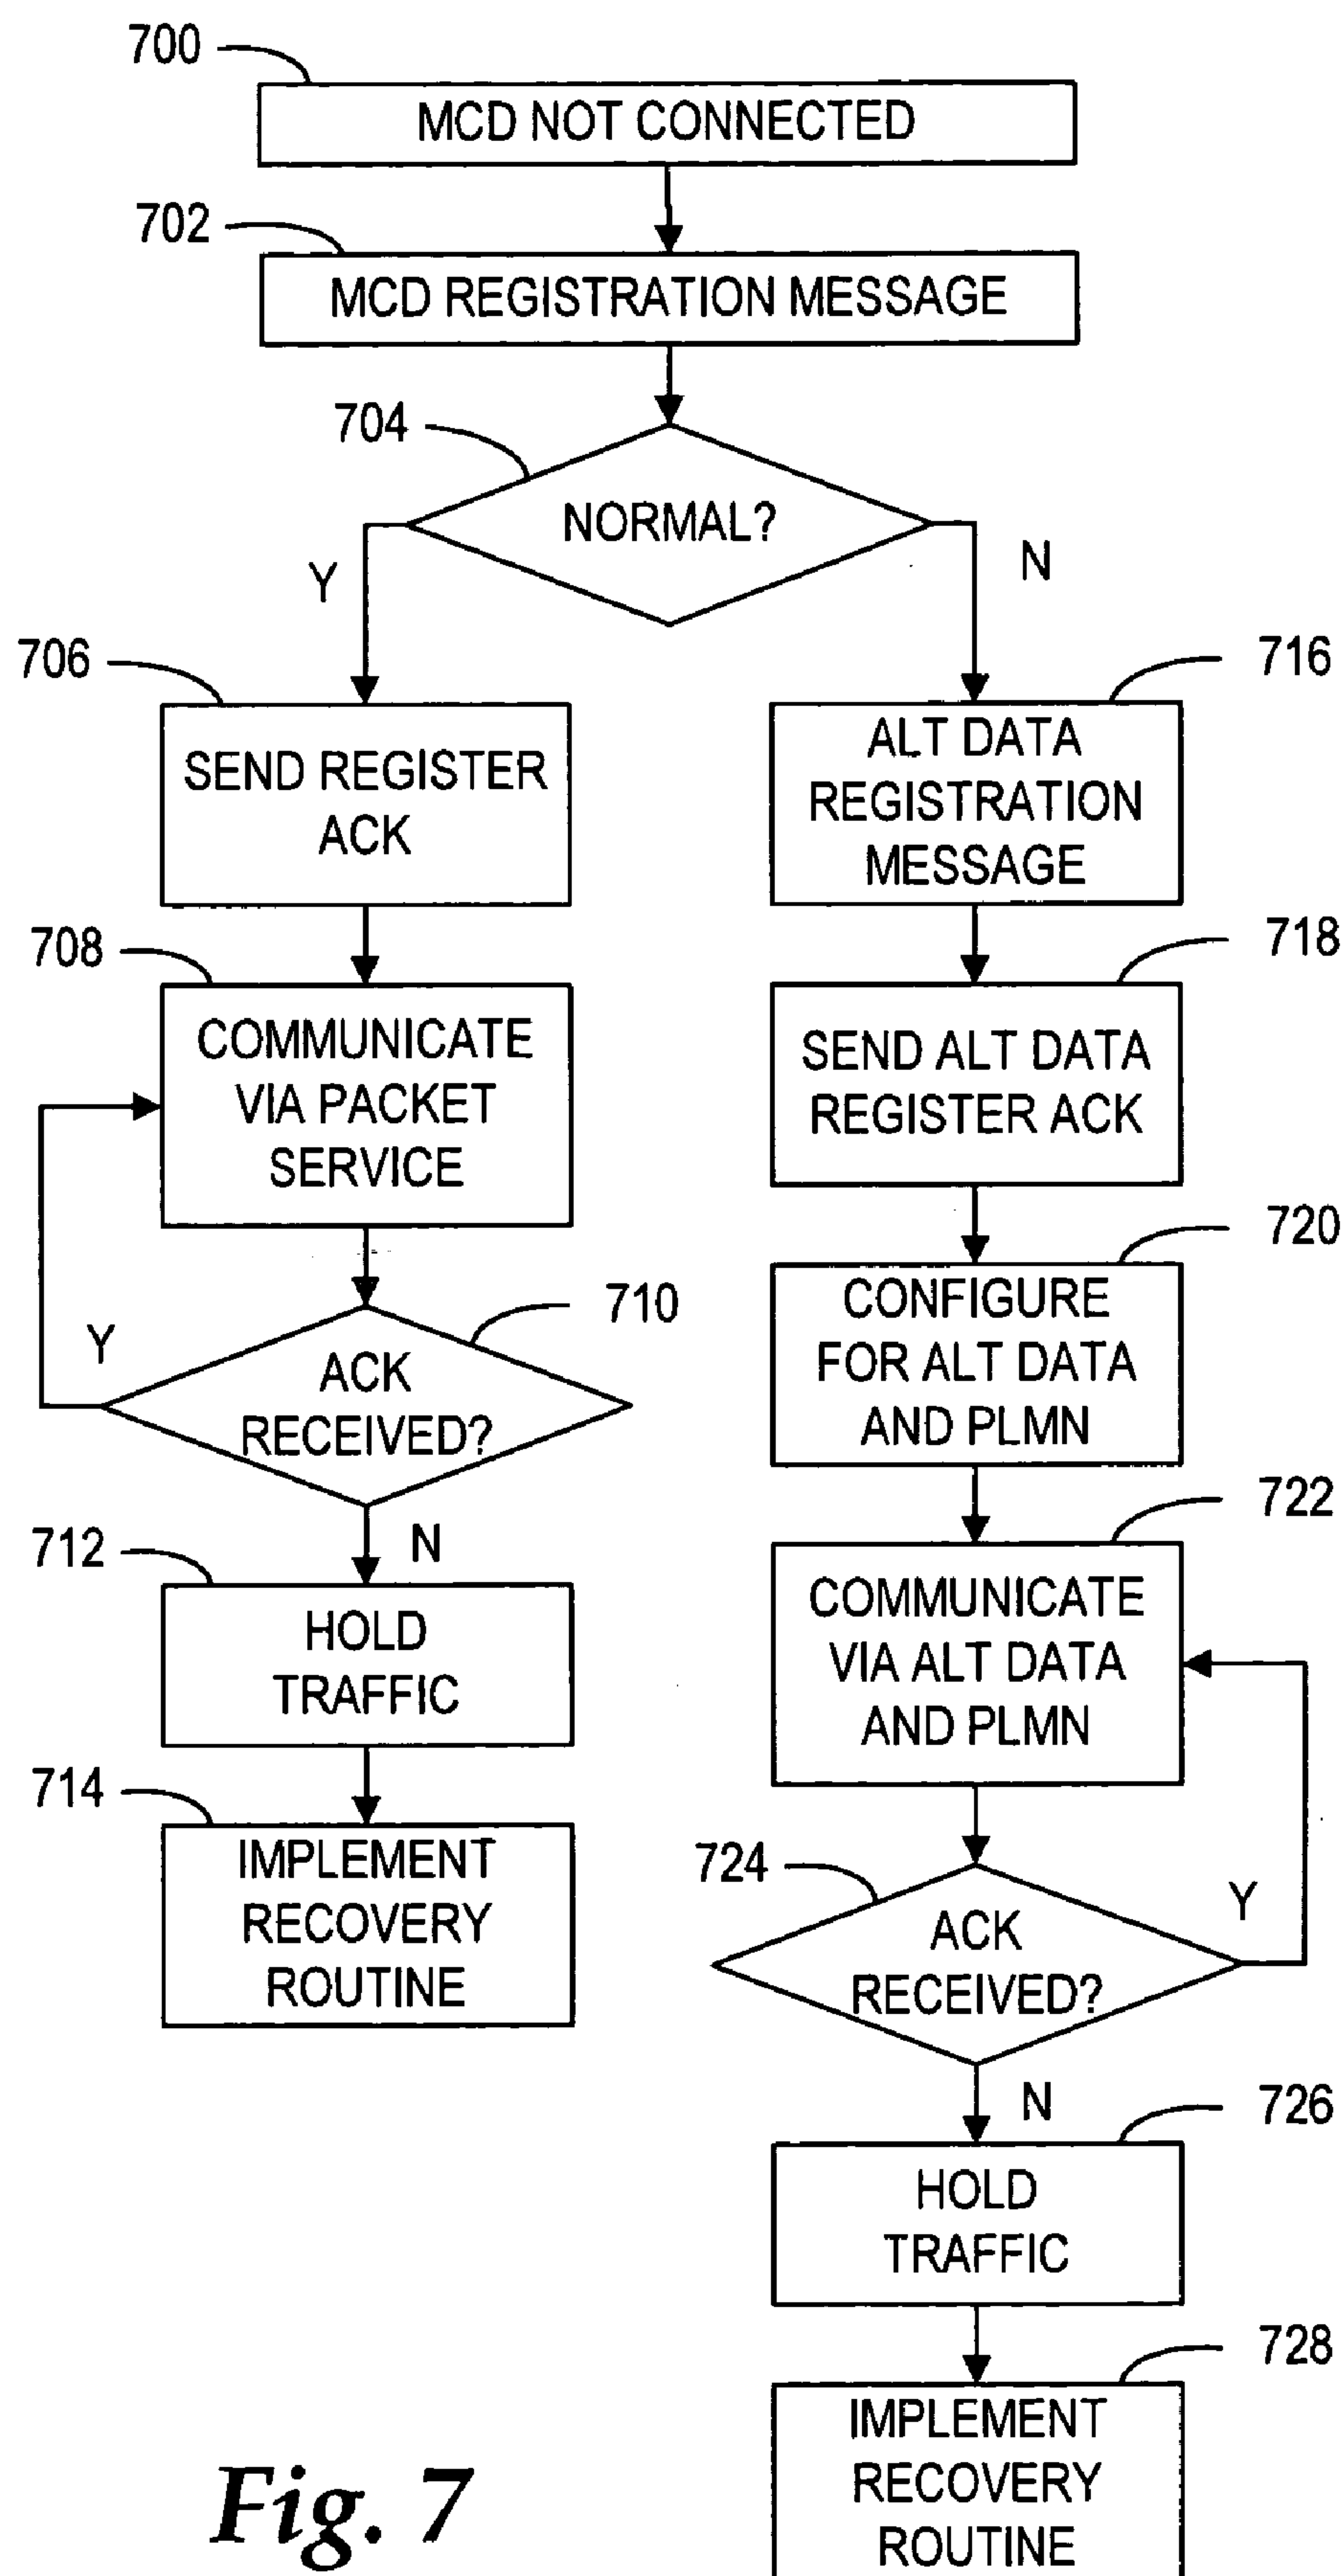 700
MCD NOT CONNECTED
702
MCD REGISTRATION MESSAGE
704
NORMAL?
Y
N
706
SEND REGISTER
ACK
716
ALT DATA
REGISTRATION
MESSAGE
708
COMMUNICATE
VIA PACKET
SERVICE
718
SEND ALT DATA
REGISTER ACK
710
ACK
RECEIVED?
Y
N
720
CONFIGURE
FOR ALT DATA
AND PLMN
712
HOLD
TRAFFIC
722
COMMUNICATE
VIA ALT DATA
AND PLMN
714
IMPLEMENT
RECOVERY
ROUTINE
724
ACK
RECEIVED?
Y
N
726
HOLD
TRAFFIC
728
IMPLEMENT
RECOVERY
ROUTINE
Fig. 7